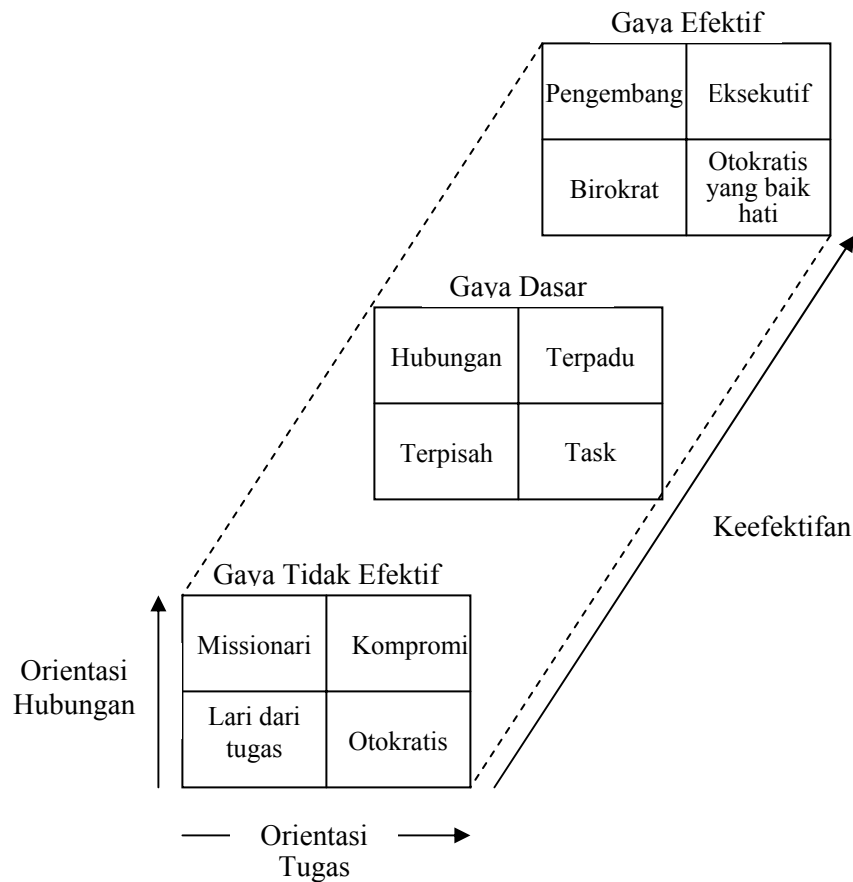 Gaya Efektif
Pengembang Eksekutif
Birokrat
Otokratis
yang baik
hati
Gaya Dasar
Hubungan Terpadu
Terpisah Task
Keefektifan
Gaya Tidak Efektif
Missionari Kompromi
Orientasi
Hubungan
Lari dari
tugas
Otokratis
Orientasi
Tugas